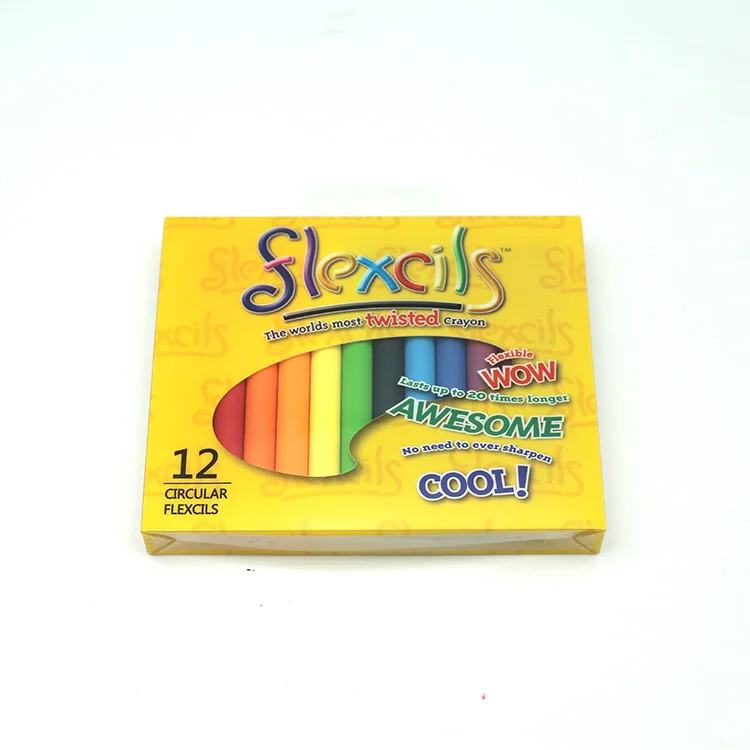 Flexcils™
The worlds most twisted Crayon
Flexible
WOW
Lasts up to 20 times longer
AWESOME
No need to ever sharpen
COOL!
12
CIRCULAR
FLEXCILS